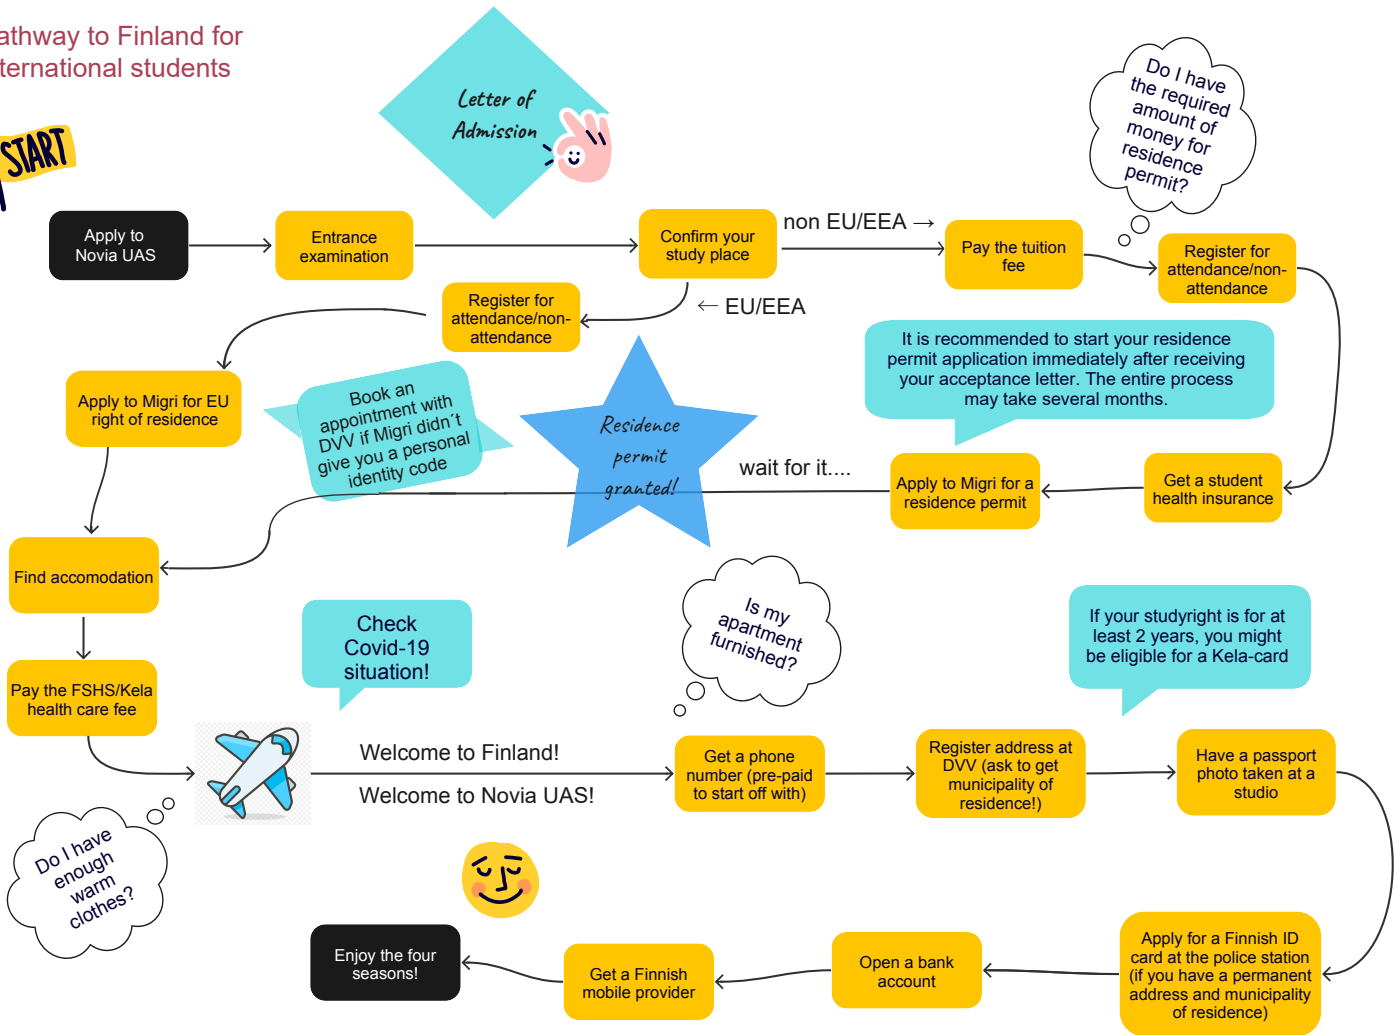 athway to Finland for
ternational students
START
Letter of
Admission
Do I have
the required
amount of
money for
residence
permit?
Apply to
Novia UAS
Entrance
examination
Confirm your
study place
non EU/EEA →
Pay the tuition
fee
Register for
attendance/non-
attendance
← EU/EEA
Register for
attendance/non-
attendance
It is recommended to start your residence
permit application immediately after receiving
your acceptance letter. The entire process
may take several months.
Apply to Migri for EU
right of residence
Book an
appointment with
DVV if Migri didn´t
give you a personal
identity code
Residence
permit
granted!
wait for it....
Apply to Migri for a
residence permit
Get a student
health insurance
Find accomodation
Check
Covid-19
situation!
Is my
apartment
furnished?
If your studyright is for at
least 2 years, you might
be eligible for a Kela-card
Pay the FSHS/Kela
health care fee
Welcome to Finland!
Welcome to Novia UAS!
Get a phone
number (pre-paid
to start off with)
Register address at
DVV (ask to get
municipality of
residence!)
Have a passport
photo taken at a
studio
Do I have
enough
warm
clothes?
Enjoy the four
seasons!
Get a Finnish
mobile provider
Open a bank
account
Apply for a Finnish ID
card at the police station
(if you have a permanent
address and municipality
of residence)